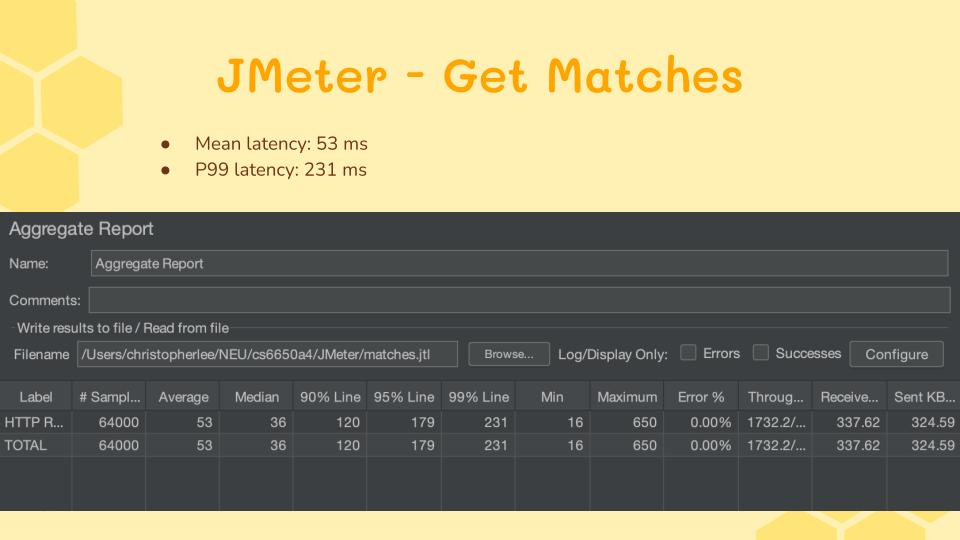 JMeter - Get Matches
● Mean latency: 53 ms
● P99 latency: 231 ms
Aggregate Report
Name: Aggregate Report
Comments:
Write results to file / Read from file
Filename /Users/christopherlee/NEU/cs6650a4/JMeter/matches.jtl Browse... Log/Display Only: Errors Successes Configure
Label # Sampl... Average Median 90% Line 95% Line 99% Line Min Maximum Error % Throug... Receive... Sent KB...
HTTP R... 64000 53 36 120 179 231 16 650 0.00% 1732.2/... 337.62 324.59
TOTAL 64000 53 36 120 179 231 16 650 0.00% 1732.2/... 337.62 324.59